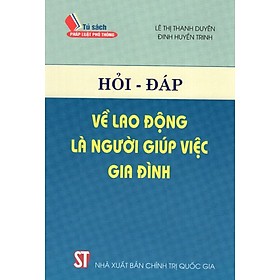 Tủ sách
PHÁP LUẬT PHỔ THÔNG
LÊ THỊ THANH DUYÊN
ĐINH HUYỀN TRINH
HỎI - ĐÁP
VỀ LAO ĐỘNG
LÀ NGƯỜI GIÚP VIỆC
GIA ĐÌNH
ST
NHÀ XUẤT BẢN CHÍNH TRỊ QUỐC GIA